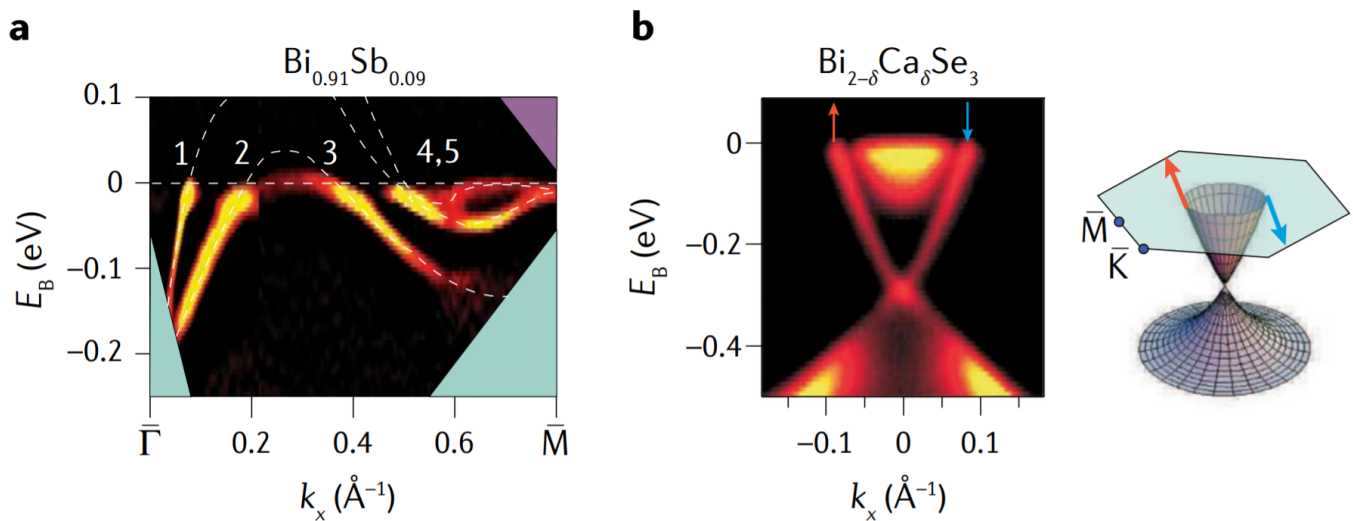 a
Bi₀.₉₁Sb₀.₀₉
0.1
0
−0.1
−0.2
E_B (eV)
1 2 3 4,5
Γ̄ 0.2 0.4 0.6 M̄
kₓ (Å⁻¹)
b
Bi₂₋δCaδSe₃
0
−0.2
−0.4
E_B (eV)
−0.1 0 0.1
kₓ (Å⁻¹)
M̄
K̄